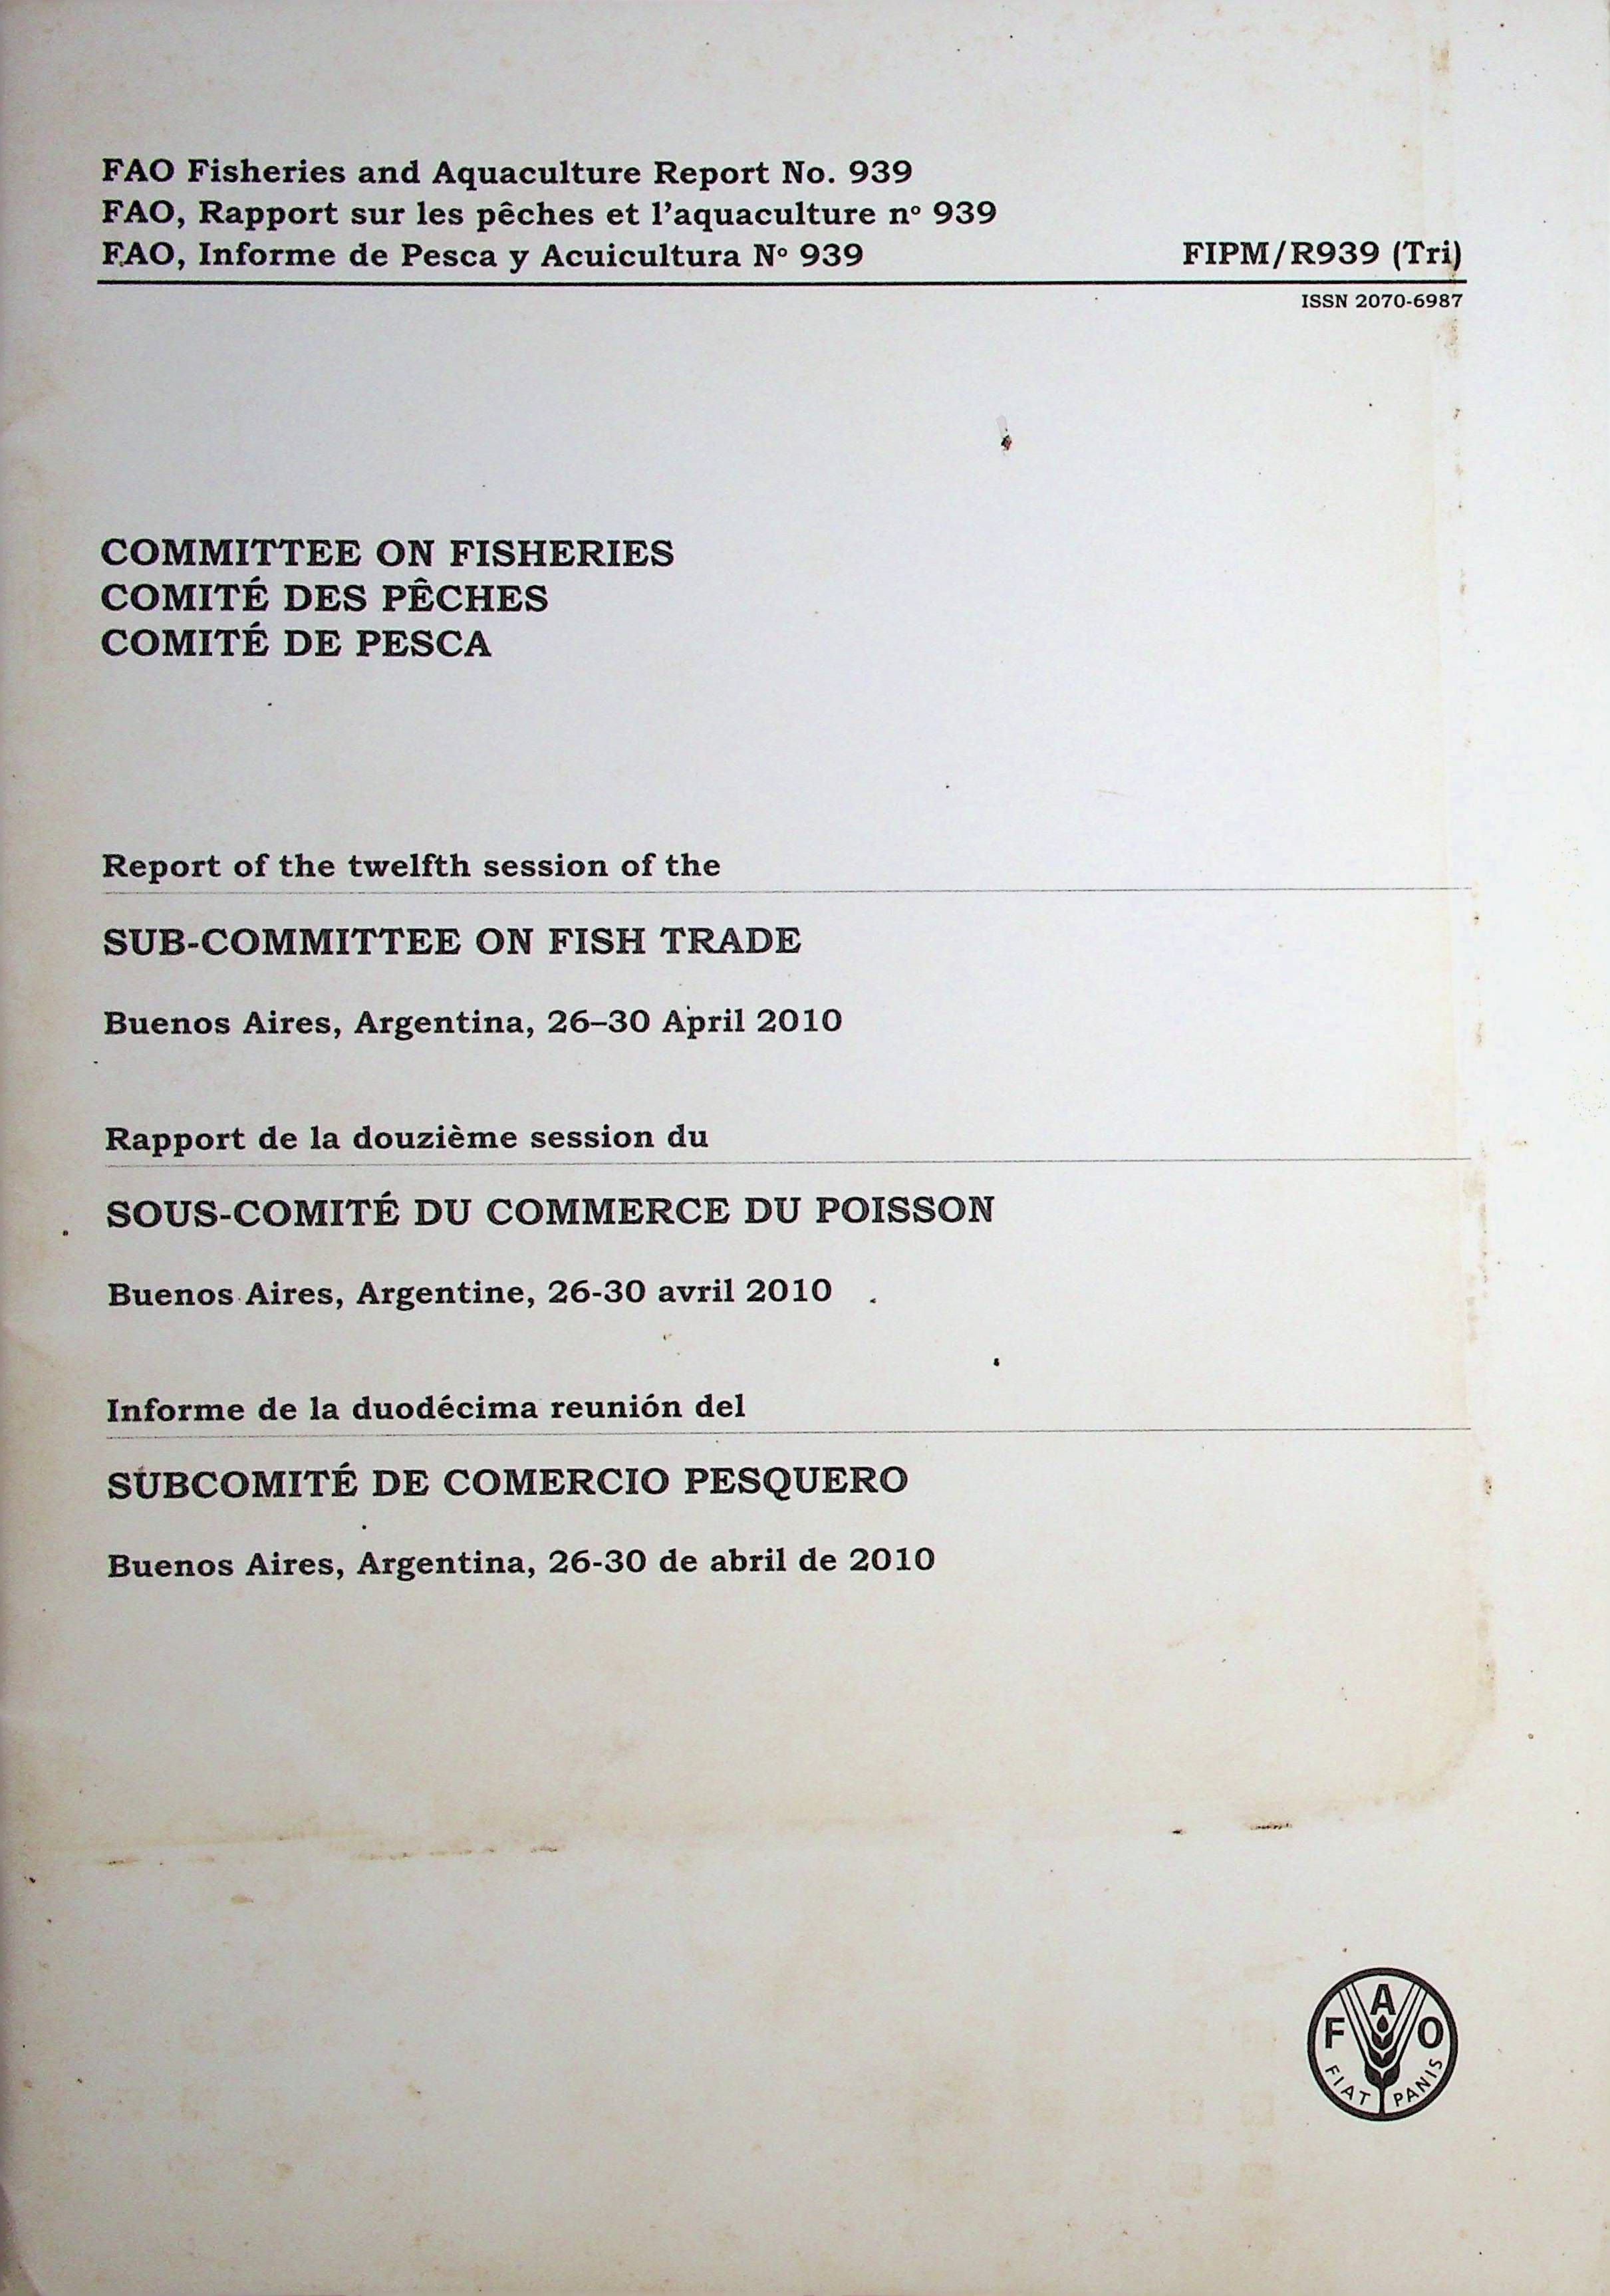 FAO Fisheries and Aquaculture Report No. 939
FAO, Rapport sur les pêches et l'aquaculture nº 939
FAO, Informe de Pesca y Acuicultura Nº 939
FIPM/R939 (Tri)
ISSN 2070-6987
COMMITTEE ON FISHERIES
COMITÉ DES PÊCHES
COMITÉ DE PESCA
Report of the twelfth session of the
SUB-COMMITTEE ON FISH TRADE
Buenos Aires, Argentina, 26–30 April 2010
Rapport de la douzième session du
SOUS-COMITÉ DU COMMERCE DU POISSON
Buenos Aires, Argentine, 26-30 avril 2010
Informe de la duodécima reunión del
SUBCOMITÉ DE COMERCIO PESQUERO
Buenos Aires, Argentina, 26-30 de abril de 2010
FAO
FIAT PANIS